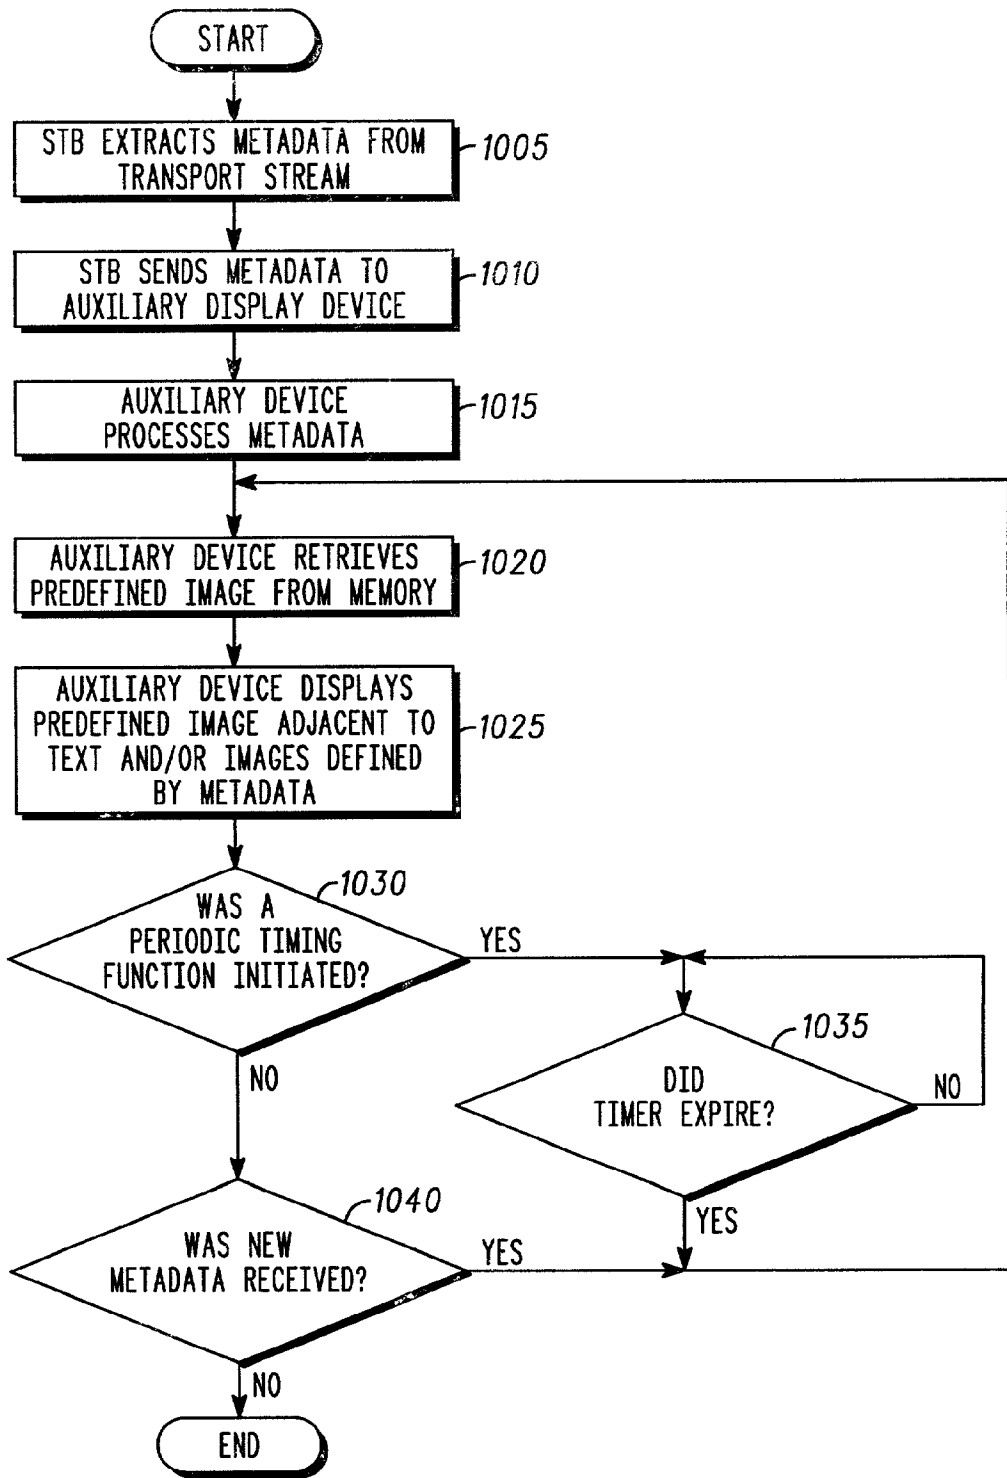 START
STB EXTRACTS METADATA FROM
TRANSPORT STREAM
1005
STB SENDS METADATA TO
AUXILIARY DISPLAY DEVICE
1010
AUXILIARY DEVICE
PROCESSES METADATA
1015
AUXILIARY DEVICE RETRIEVES
PREDEFINED IMAGE FROM MEMORY
1020
AUXILIARY DEVICE DISPLAYS
PREDEFINED IMAGE ADJACENT TO
TEXT AND/OR IMAGES DEFINED
BY METADATA
1025
WAS A
PERIODIC TIMING
FUNCTION INITIATED?
1030
YES
NO
DID
TIMER EXPIRE?
1035
NO
YES
WAS NEW
METADATA RECEIVED?
1040
YES
NO
END